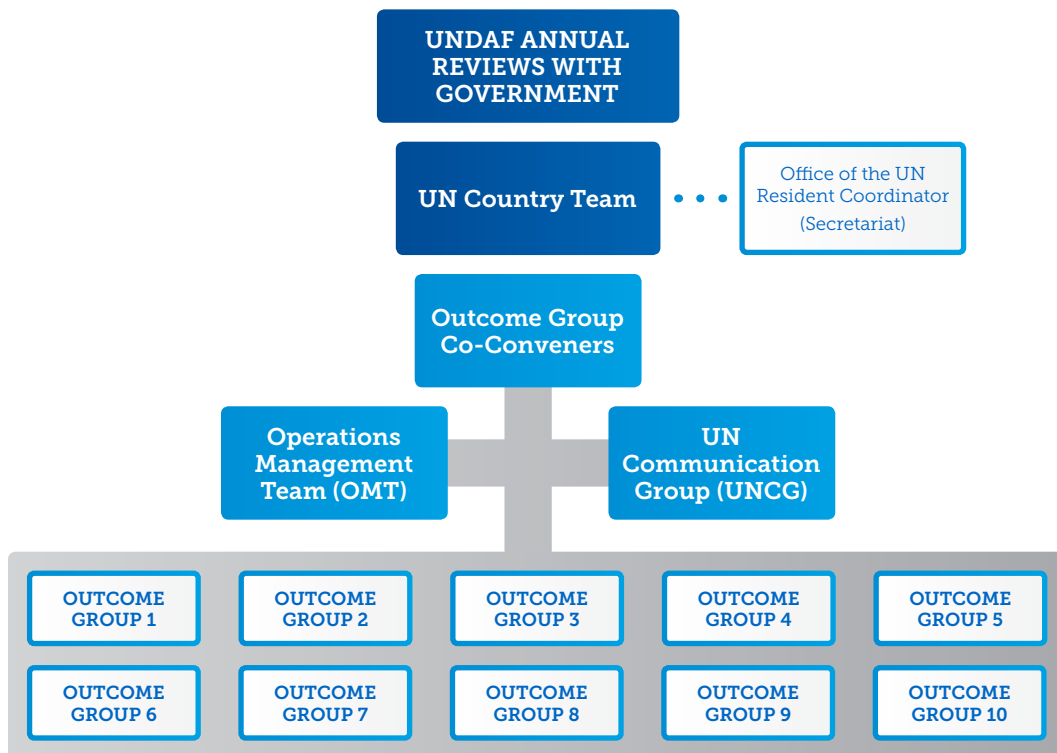 UNDAF ANNUAL
REVIEWS WITH
GOVERNMENT
UN Country Team
Office of the UN
Resident Coordinator
(Secretariat)
Outcome Group
Co-Conveners
Operations
Management
Team (OMT)
UN
Communication
Group (UNCG)
OUTCOME
GROUP 1
OUTCOME
GROUP 2
OUTCOME
GROUP 3
OUTCOME
GROUP 4
OUTCOME
GROUP 5
OUTCOME
GROUP 6
OUTCOME
GROUP 7
OUTCOME
GROUP 8
OUTCOME
GROUP 9
OUTCOME
GROUP 10